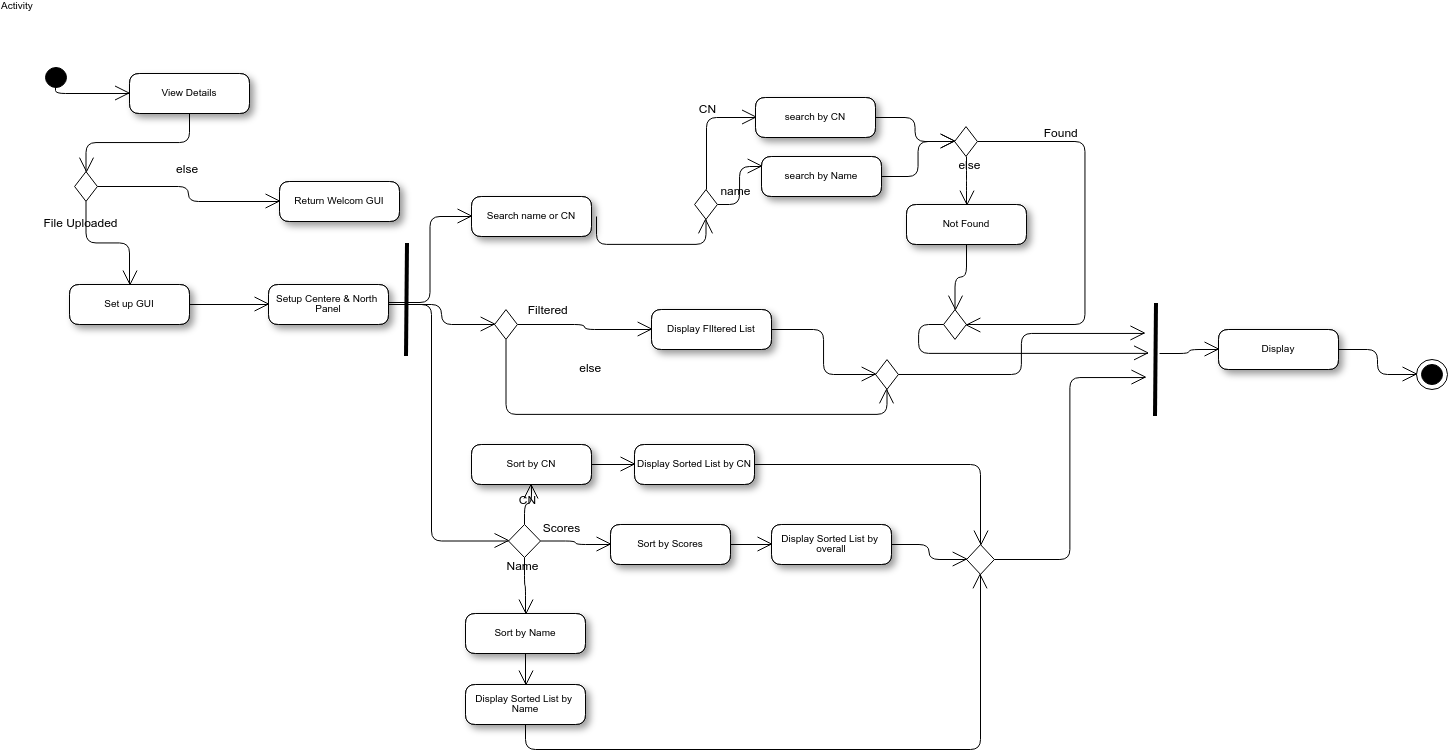 Activity
View Details
else
Return Welcom GUI
File Uploaded
Set up GUI
Setup Centere & North
Panel
Search name or CN
CN
search by CN
name
search by Name
Found
else
Not Found
Filtered
Display FIltered List
else
Display
Sort by CN
Display Sorted List by CN
CN
Scores
Sort by Scores
Display Sorted List by
overall
Name
Sort by Name
Display Sorted List by
Name